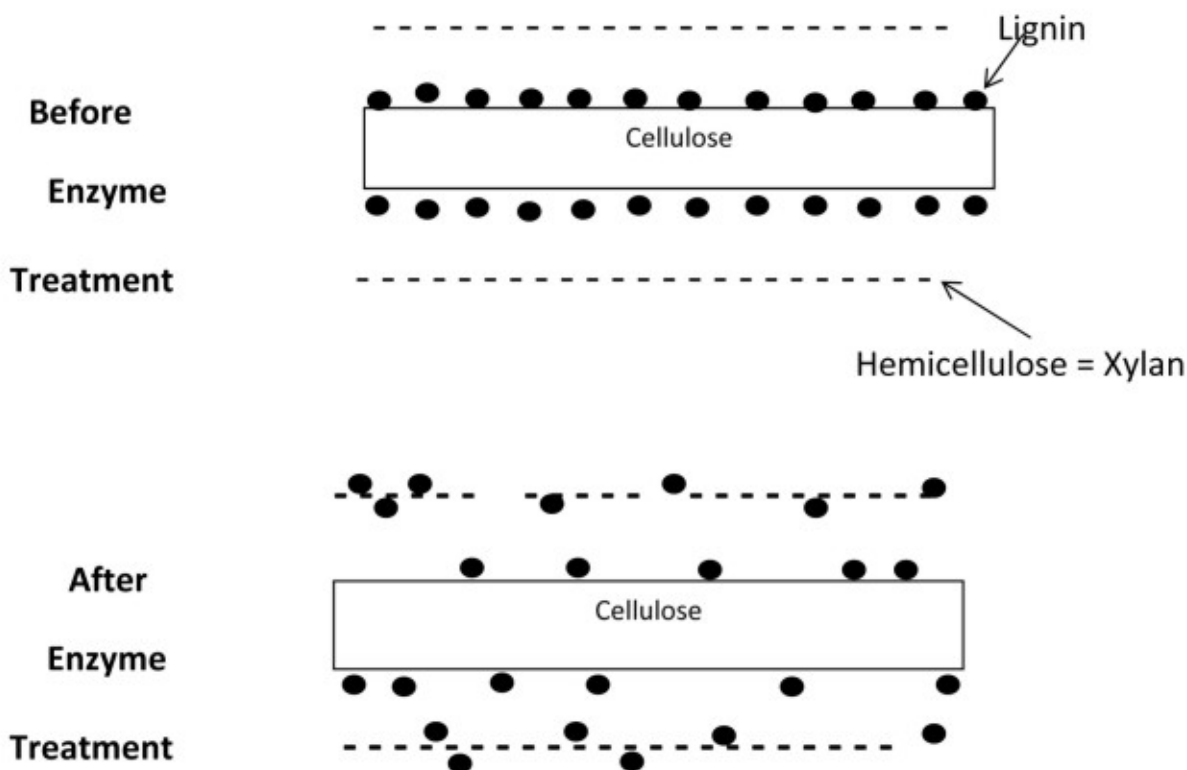 Lignin
Before
Cellulose
Enzyme
Treatment
Hemicellulose = Xylan
After
Cellulose
Enzyme
Treatment